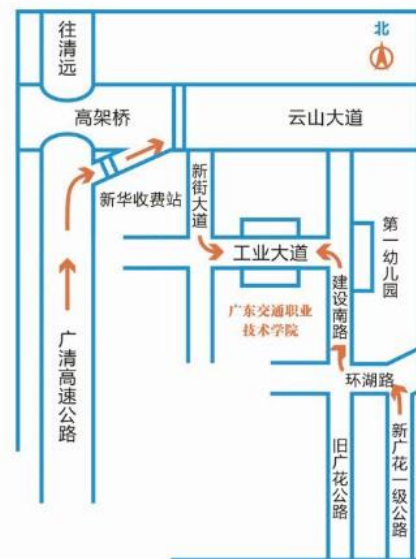 往清远
北
高架桥
云山大道
新华收费站
新街大道
工业大道
第一幼儿园
建设南路
广东交通职业
技术学院
广清高速公路
环湖路
旧广花公路
新广花一级公路